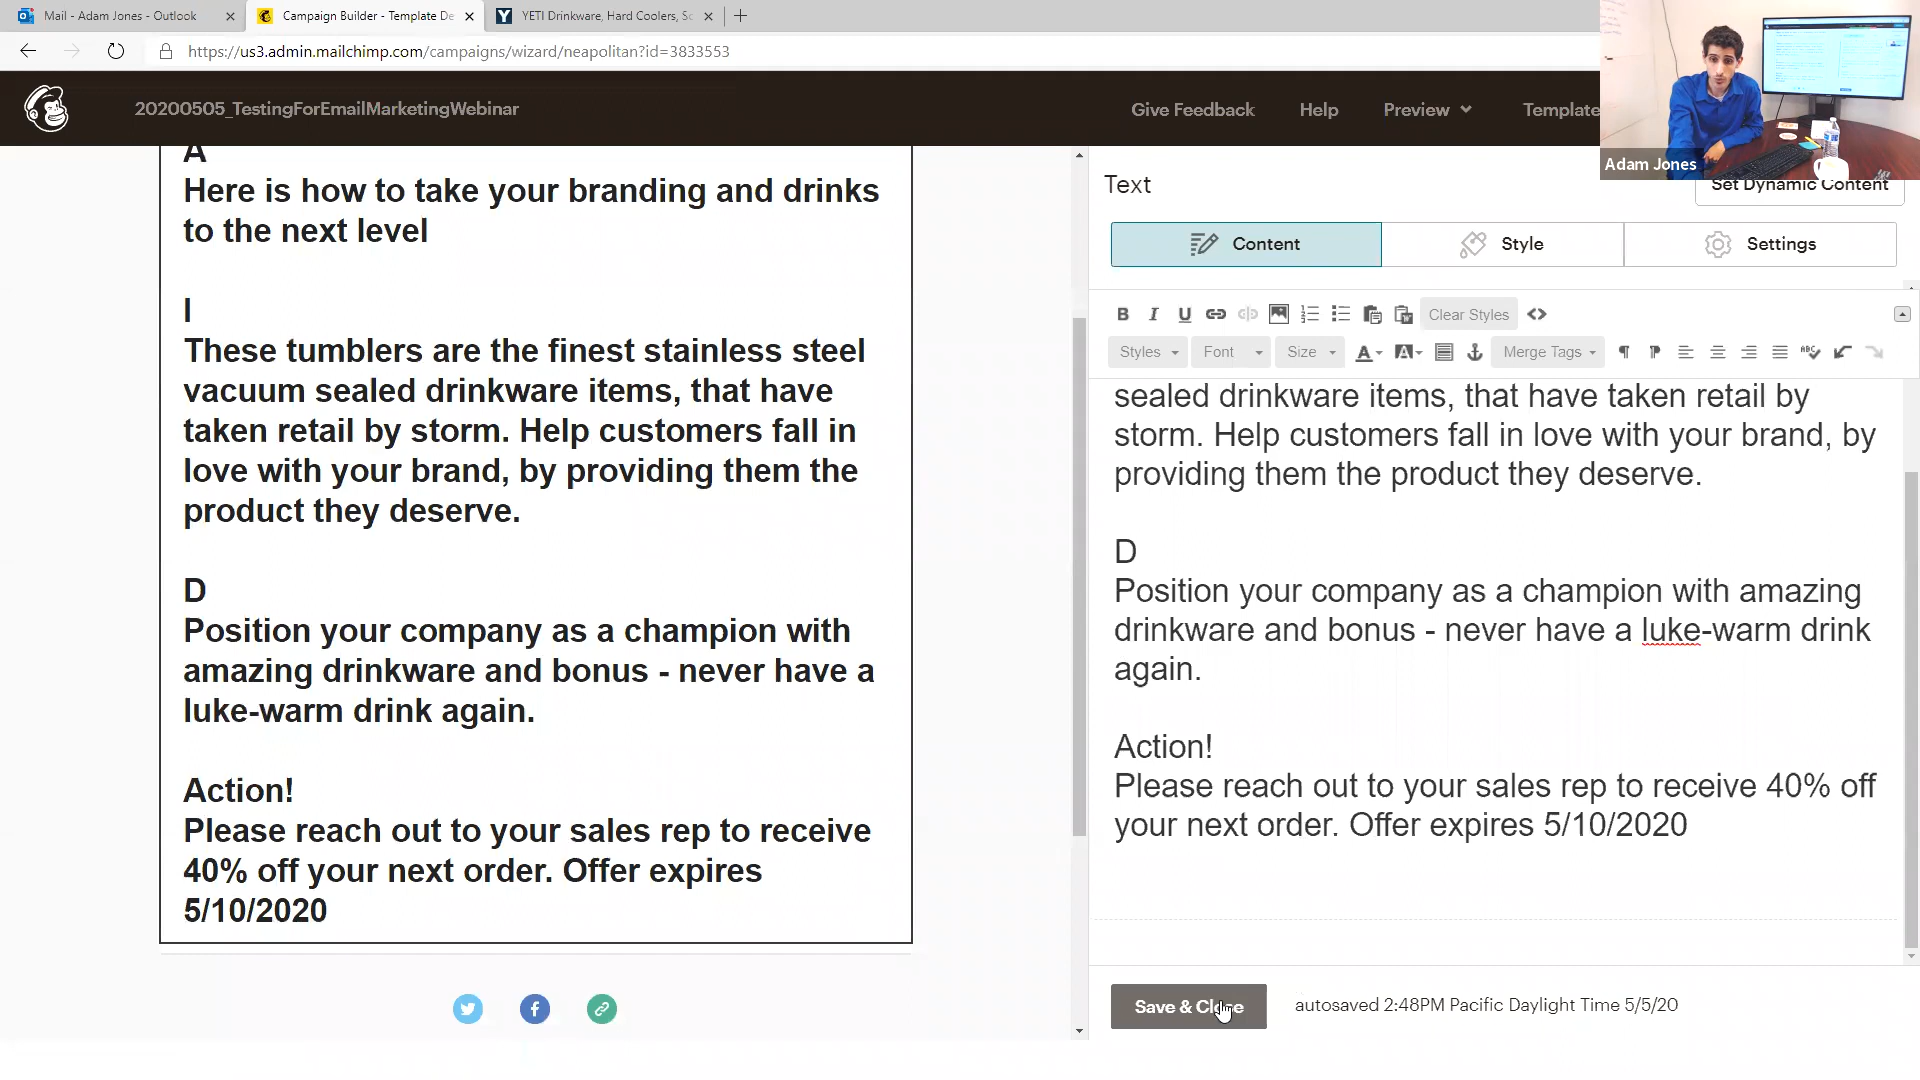 Mail - Adam Jones - Outlook
Campaign Builder - Template De
YETI Drinkware, Hard Coolers, So
https://us3.admin.mailchimp.com/campaigns/wizard/neapolitan?id=3833553
20200505_TestingForEmailMarketingWebinar
Give Feedback
Help
Preview
Template
Adam Jones
A
Here is how to take your branding and drinks
to the next level
I
These tumblers are the finest stainless steel
vacuum sealed drinkware items, that have
taken retail by storm. Help customers fall in
love with your brand, by providing them the
product they deserve.
D
Position your company as a champion with
amazing drinkware and bonus - never have a
luke-warm drink again.
Action!
Please reach out to your sales rep to receive
40% off your next order. Offer expires
5/10/2020
Text
Set Dynamic Content
Content
Style
Settings
B I U
Clear Styles
Styles
Font
Size
A
A
Merge Tags
ABC
sealed drinkware items, that have taken retail by
storm. Help customers fall in love with your brand, by
providing them the product they deserve.
D
Position your company as a champion with amazing
drinkware and bonus - never have a luke-warm drink
again.
Action!
Please reach out to your sales rep to receive 40% off
your next order. Offer expires 5/10/2020
Save & Close
autosaved 2:48PM Pacific Daylight Time 5/5/20